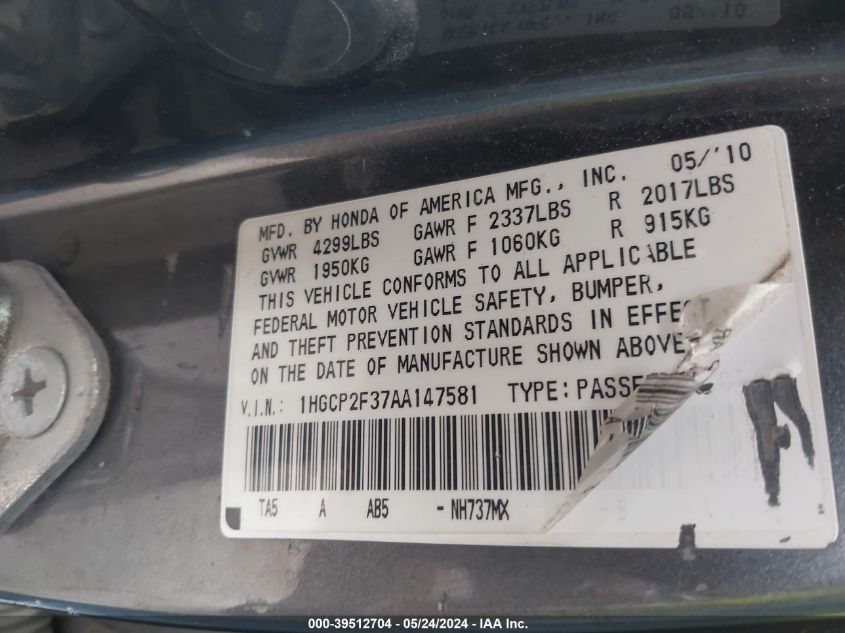 MFD. BY HONDA OF AMERICA MFG., INC. 05/'10
GVWR 4299LBS GAWR F 2337LBS R 2017LBS
GVWR 1950KG GAWR F 1060KG R 915KG
THIS VEHICLE CONFORMS TO ALL APPLICABLE
FEDERAL MOTOR VEHICLE SAFETY, BUMPER,
AND THEFT PREVENTION STANDARDS IN EFFECT
ON THE DATE OF MANUFACTURE SHOWN ABOVE.
V.I.N.: 1HGCP2F37AA147581 TYPE:PASSE
TA5 A AB5 -NH737MX
000-39512704 - 05/24/2024 - IAA Inc.